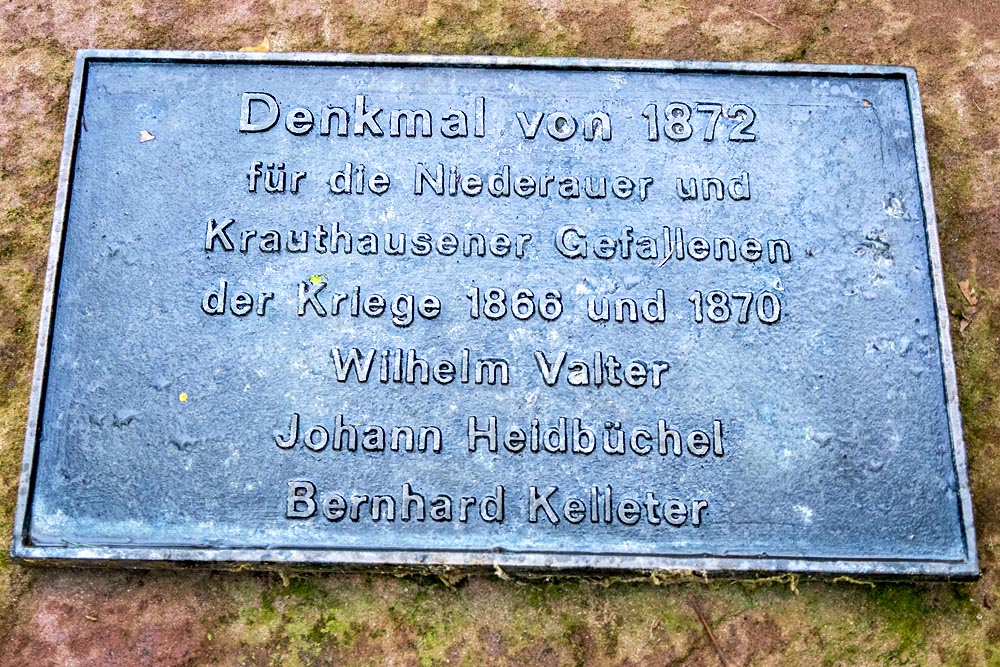 Denkmal von 1872
für die Niederauer und
Krauthausener Gefallenen
der Kriege 1866 und 1870
Wilhelm Valter
Johann Heidbüchel
Bernhard Kelleter